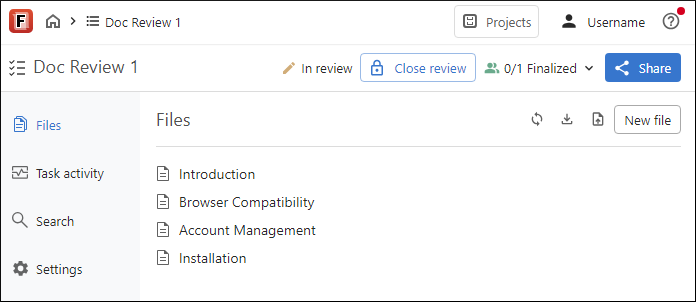 F Doc Review 1 Projects Username
Doc Review 1 In review Close review 0/1 Finalized Share
Files
Task activity
Search
Settings
Files New file
Introduction
Browser Compatibility
Account Management
Installation